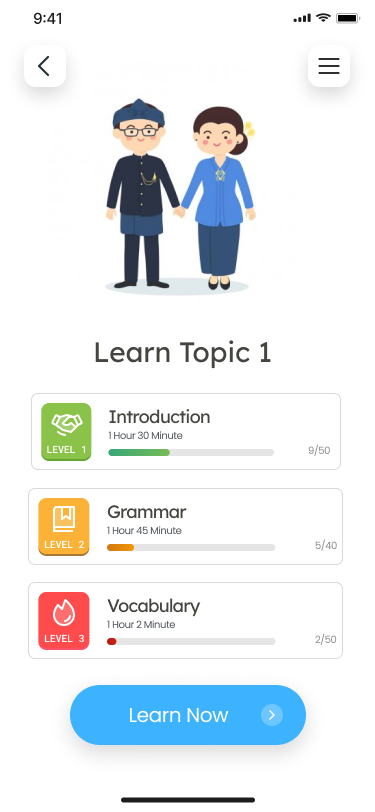 9:41
Learn Topic 1
Introduction
1 Hour 30 Minute
LEVEL 1
9/50
Grammar
1 Hour 45 Minute
LEVEL 2
5/40
Vocabulary
1 Hour 2 Minute
LEVEL 3
2/50
Learn Now